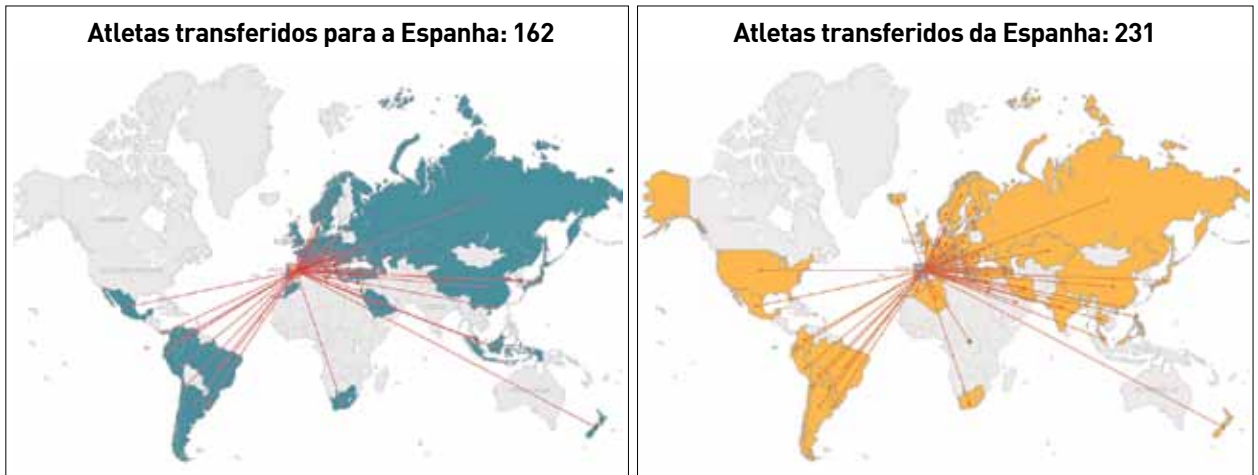 Atletas transferidos para a Espanha: 162
Atletas transferidos da Espanha: 231